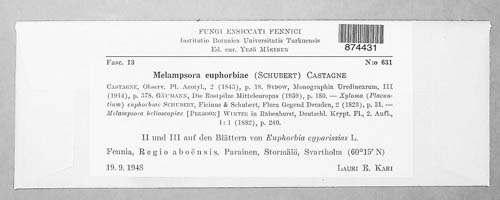 FUNGI EXSICCATI FENNICI
Instituto Botanico Universitatis Turkuensis
Ed. cur. YRJÖ MÄKINEN
874431
Fasc. 13 N:o 631
Melampsora euphorbiae (SCHUBERT) CASTAGNE
CASTAGNE, Observ. Pl. Acotyl., 2 (1843), p. 18. SYDOW, Monographia Uredinearum, III
(1914), p. 378. GÄUMANN, Die Rostpilze Mitteleuropas (1959), p. 180. — Xyloma (Placuntium)
euphorbiae SCHUBERT, Ficinus & Schubert, Flora Gegend Dresden, 2 (1823), p. 31. —
Melampsora helioscopiae [PERSOON] WINTER in Rabenhorst, Deutschl. Krypt. Fl., 2. Aufl.,
1: 1 (1882), p. 240.
II und III auf den Blättern von Euphorbia cyparissias L.
Fennia, Regio aboënsis, Parainen, Stormälö, Svartholm (60°15' N)
19. 9. 1948 LAURI E. KARI